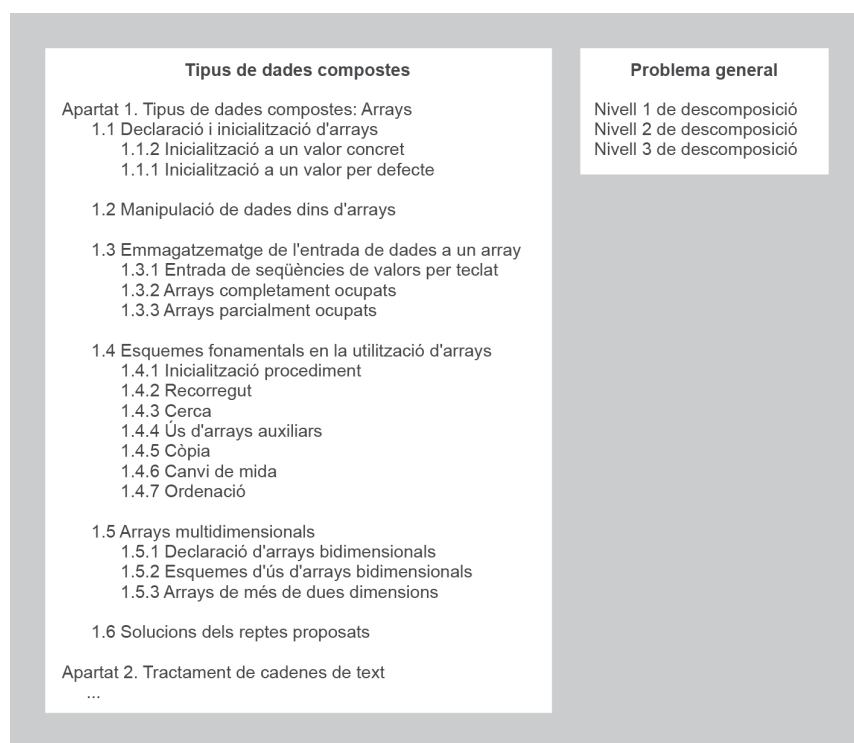 Tipus de dades compostes
Apartat 1. Tipus de dades compostes: Arrays
1.1 Declaració i inicialització d'arrays
1.1.2 Inicialització a un valor concret
1.1.1 Inicialització a un valor per defecte
1.2 Manipulació de dades dins d'arrays
1.3 Emmagatzematge de l'entrada de dades a un array
1.3.1 Entrada de seqüències de valors per teclat
1.3.2 Arrays completament ocupats
1.3.3 Arrays parcialment ocupats
1.4 Esquemes fonamentals en la utilització d'arrays
1.4.1 Inicialització procediment
1.4.2 Recorregut
1.4.3 Cerca
1.4.4 Ús d'arrays auxiliars
1.4.5 Còpia
1.4.6 Canvi de mida
1.4.7 Ordenació
1.5 Arrays multidimensionals
1.5.1 Declaració d'arrays bidimensionals
1.5.2 Esquemes d'ús d'arrays bidimensionals
1.5.3 Arrays de més de dues dimensions
1.6 Solucions dels reptes proposats
Apartat 2. Tractament de cadenes de text
...
Problema general
Nivell 1 de descomposició
Nivell 2 de descomposició
Nivell 3 de descomposició